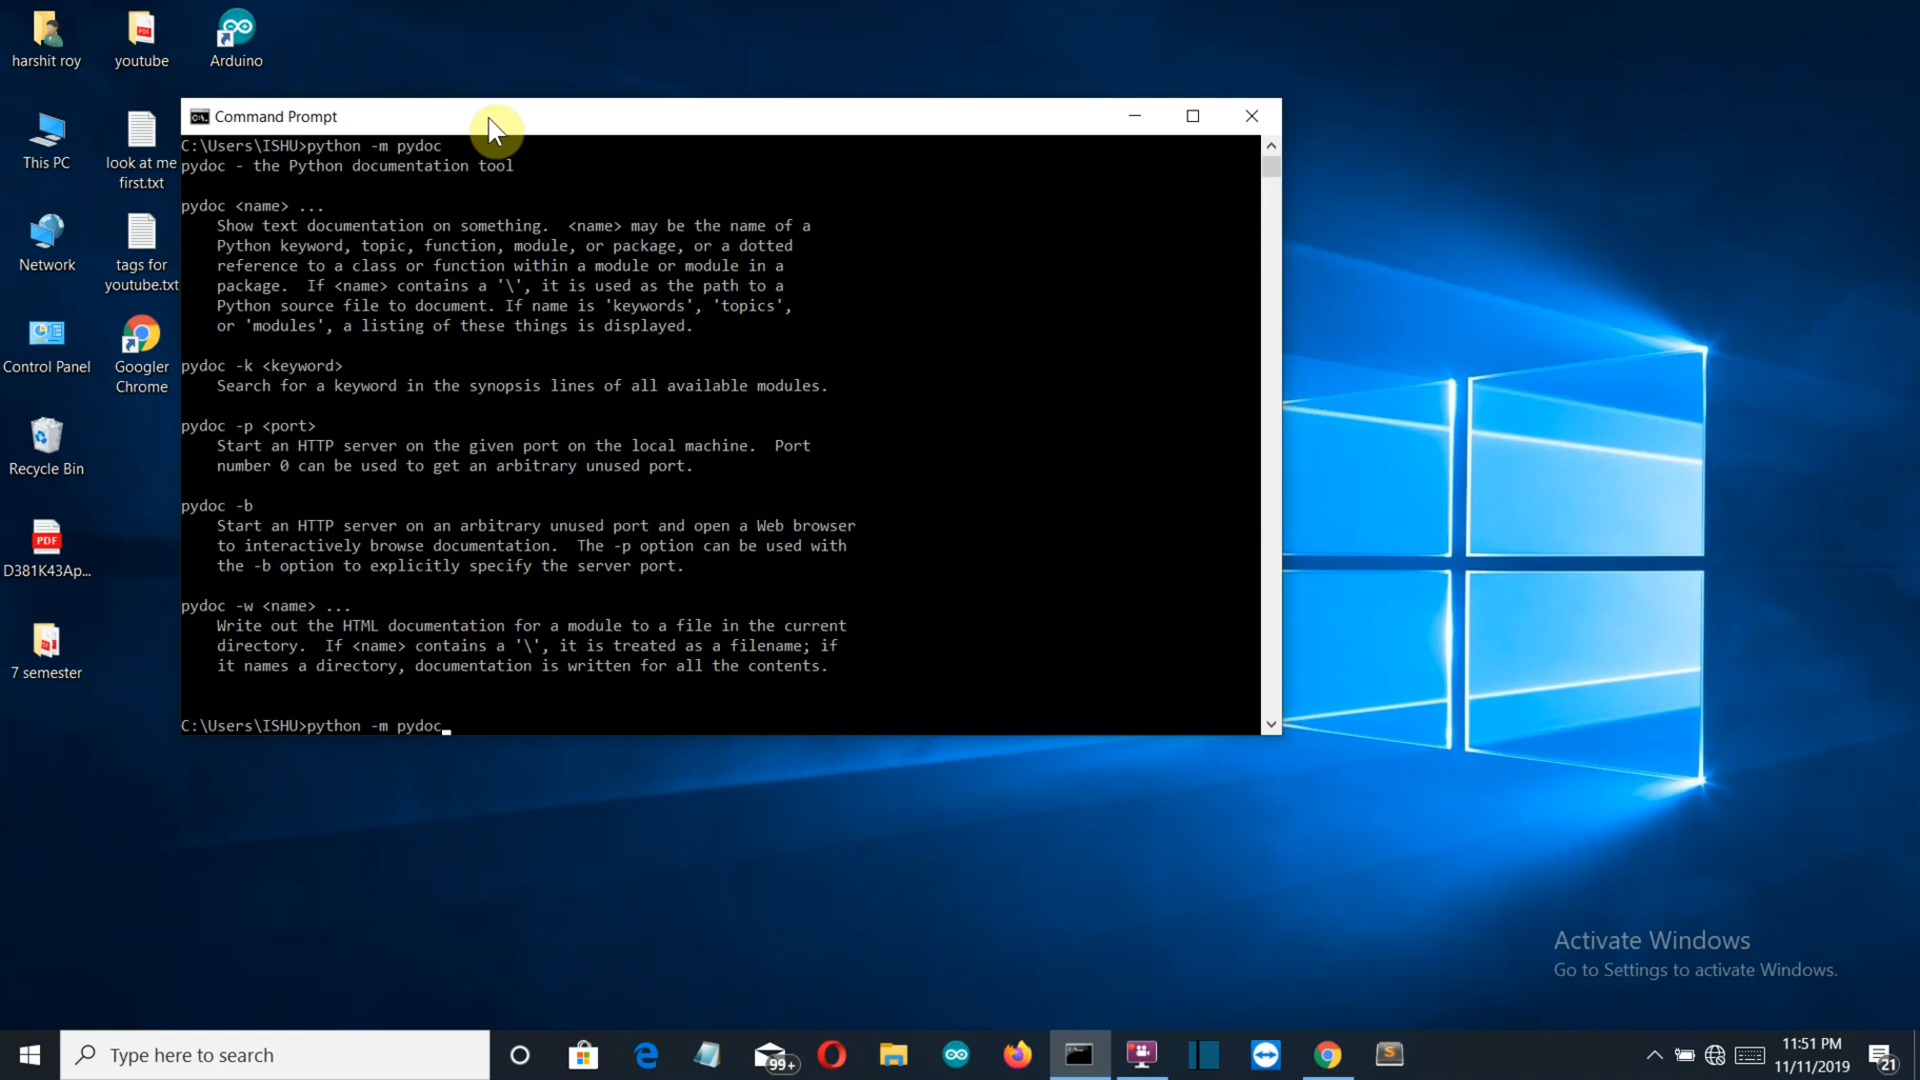 harshit roy
youtube
Arduino
This PC
look at me
first.txt
Network
tags for
youtube.txt
Control Panel
Googler
Chrome
Recycle Bin
PDF
D381K43Ap...
7 semester
Command Prompt
C:\Users\ISHU>python -m pydoc
pydoc - the Python documentation tool
pydoc <name> ...
Show text documentation on something.  <name> may be the name of a
Python keyword, topic, function, module, or package, or a dotted
reference to a class or function within a module or module in a
package.  If <name> contains a '\', it is used as the path to a
Python source file to document. If name is 'keywords', 'topics',
or 'modules', a listing of these things is displayed.
pydoc -k <keyword>
Search for a keyword in the synopsis lines of all available modules.
pydoc -p <port>
Start an HTTP server on the given port on the local machine.  Port
number 0 can be used to get an arbitrary unused port.
pydoc -b
Start an HTTP server on an arbitrary unused port and open a Web browser
to interactively browse documentation.  The -p option can be used with
the -b option to explicitly specify the server port.
pydoc -w <name> ...
Write out the HTML documentation for a module to a file in the current
directory.  If <name> contains a '\', it is treated as a filename; if
it names a directory, documentation is written for all the contents.
C:\Users\ISHU>python -m pydoc
Activate Windows
Go to Settings to activate Windows.
Type here to search
99+
11:51 PM
11/11/2019
21